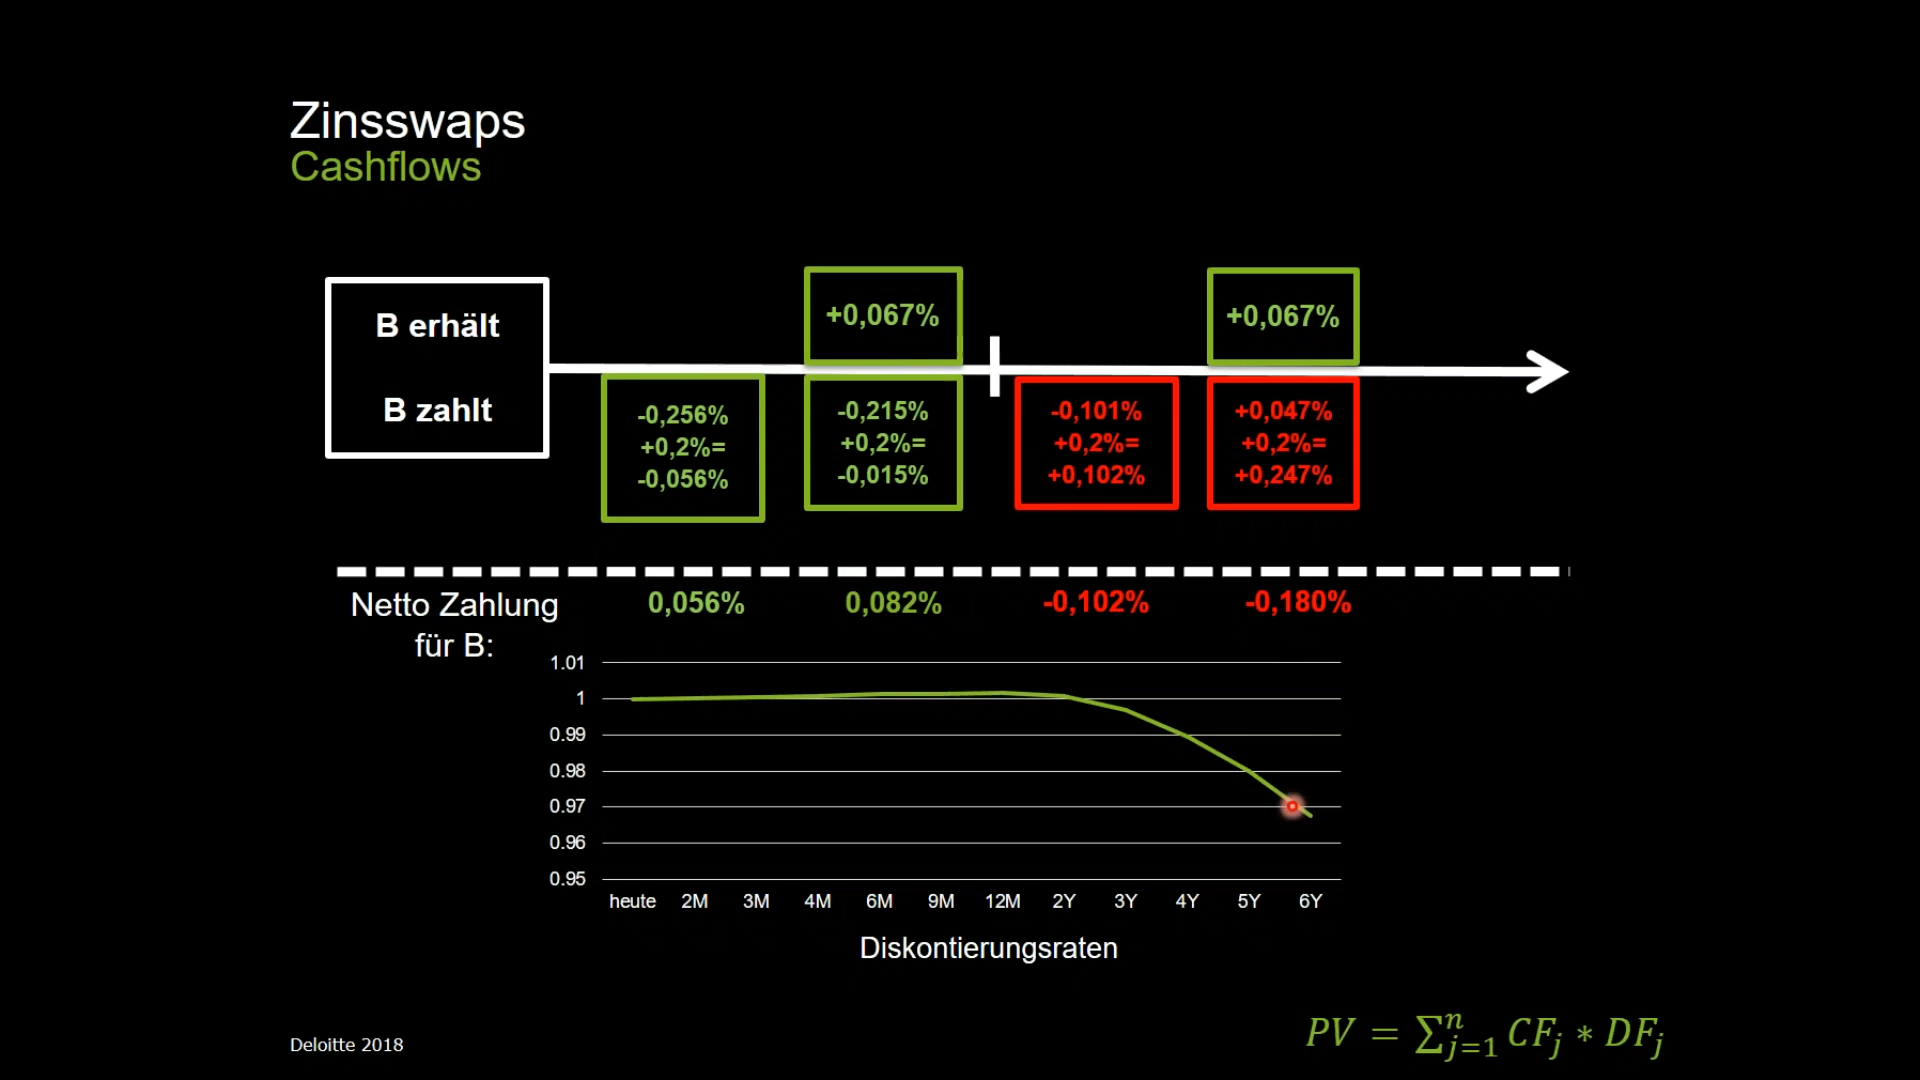 Zinsswaps
Cashflows
B erhält
B zahlt
+0,067%
+0,067%
-0,256%
+0,2%=
-0,056%
-0,215%
+0,2%=
-0,015%
-0,101%
+0,2%=
+0,102%
+0,047%
+0,2%=
+0,247%
Netto Zahlung
für B:
0,056%
0,082%
-0,102%
-0,180%
1.01
1
0.99
0.98
0.97
0.96
0.95
heute 2M 3M 4M 6M 9M 12M 2Y 3Y 4Y 5Y 6Y
Diskontierungsraten
Deloitte 2018
PV = ∑ⁿⱼ₌₁ CFⱼ * DFⱼ